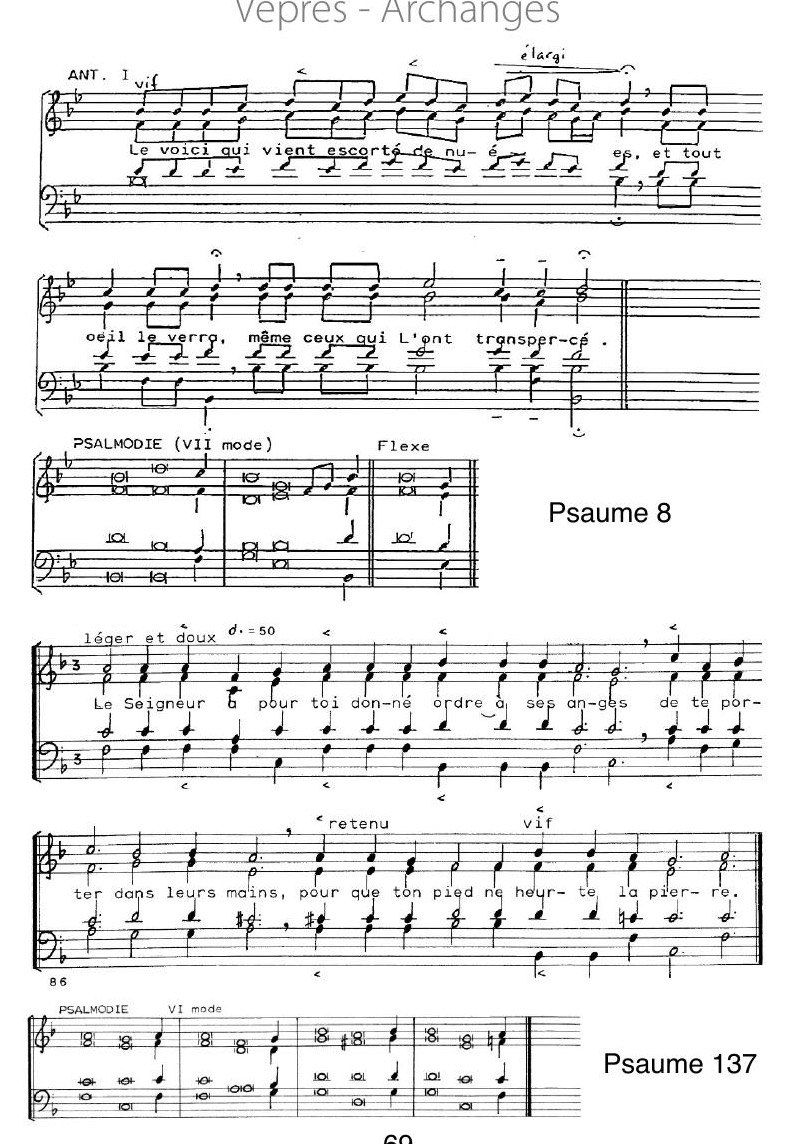 Vêpres - Archanges
ANT. I vif
élargi
Le voici qui vient escorté de nu- é - es, et tout
oeil le verra, même ceux qui L'ont transper-cé.
PSALMODIE (VII mode) Flexe
Psaume 8
léger et doux d. = 50
3
Le Seigneur a pour toi don-né ordre à ses an-ges de te por-
3
retenu vif
ter dans leurs mains, pour que ton pied ne heur- te la pier- re.
86
PSALMODIE VI mode
Psaume 137
69